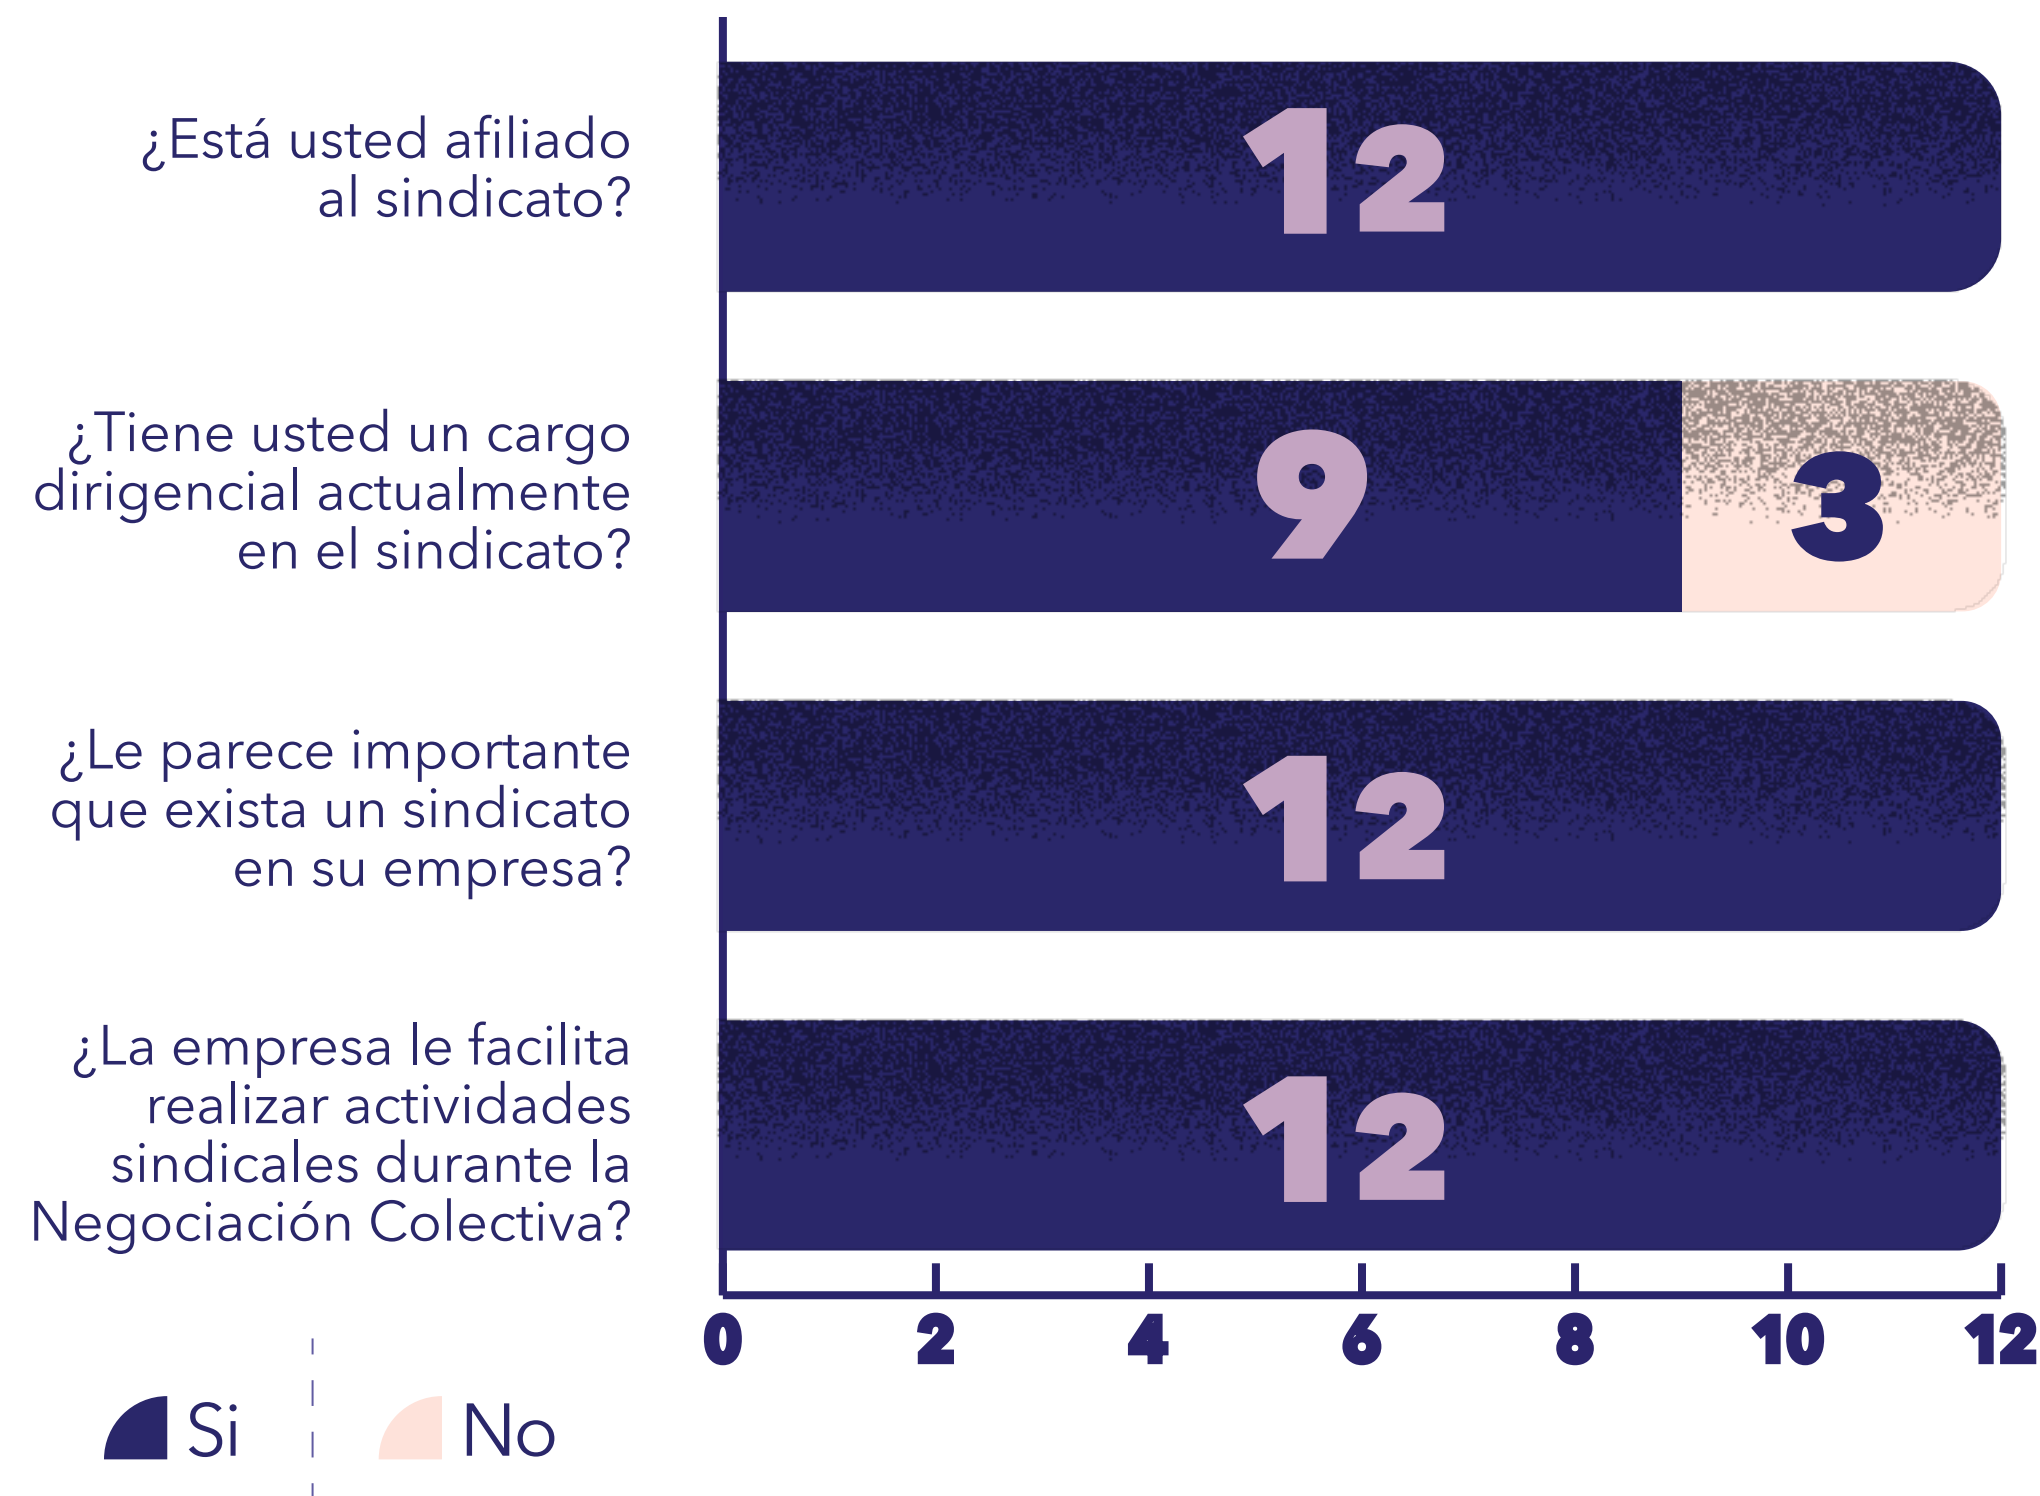 ¿Está usted afiliado
al sindicato?
12
¿Tiene usted un cargo
dirigencial actualmente
en el sindicato?
9
3
¿Le parece importante
que exista un sindicato
en su empresa?
12
¿La empresa le facilita
realizar actividades
sindicales durante la
Negociación Colectiva?
12
0 2 4 6 8 10 12
Si
No